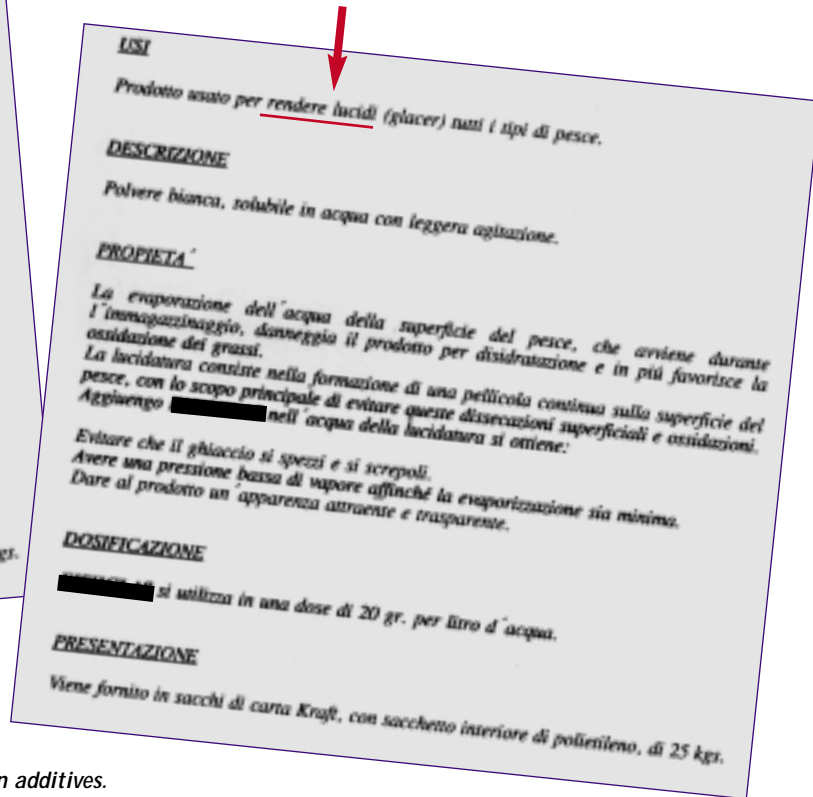 USI
Prodotto usato per rendere lucidi (glacer) tutti i tipi di pesce.
DESCRIZIONE
Polvere bianca, solubile in acqua con leggera agitazione.
PROPIETA´
La evaporazione dell´acqua della superficie del pesce, che avviene durante
l´immagazzinaggio, danneggia il prodotto per disidratazione e in piú favorisce la
ossidazione dei grassi.
La lucidatura consiste nella formazione di una pellicola continua sulla superficie del
pesce, con lo scopo principale di evitare queste dissecazioni superficiali e ossidazioni.
Aggiuengo nell´acqua della lucidatura si ottiene:
Evitare che il ghiaccio si spezzi e si screpoli.
Avere una pressione bassa di vapore affinché la evaporizzazione sia minima.
Dare al prodotto un´apparenza attraente e trasparente.
DOSIFICAZIONE
si utilizza in una dose di 20 gr. per litro d´acqua.
PRESENTAZIONE
Viene fornito in sacchi di carta Kraft, con sacchetto interiore di polietileno, di 25 kgs.
gs.
n additives.